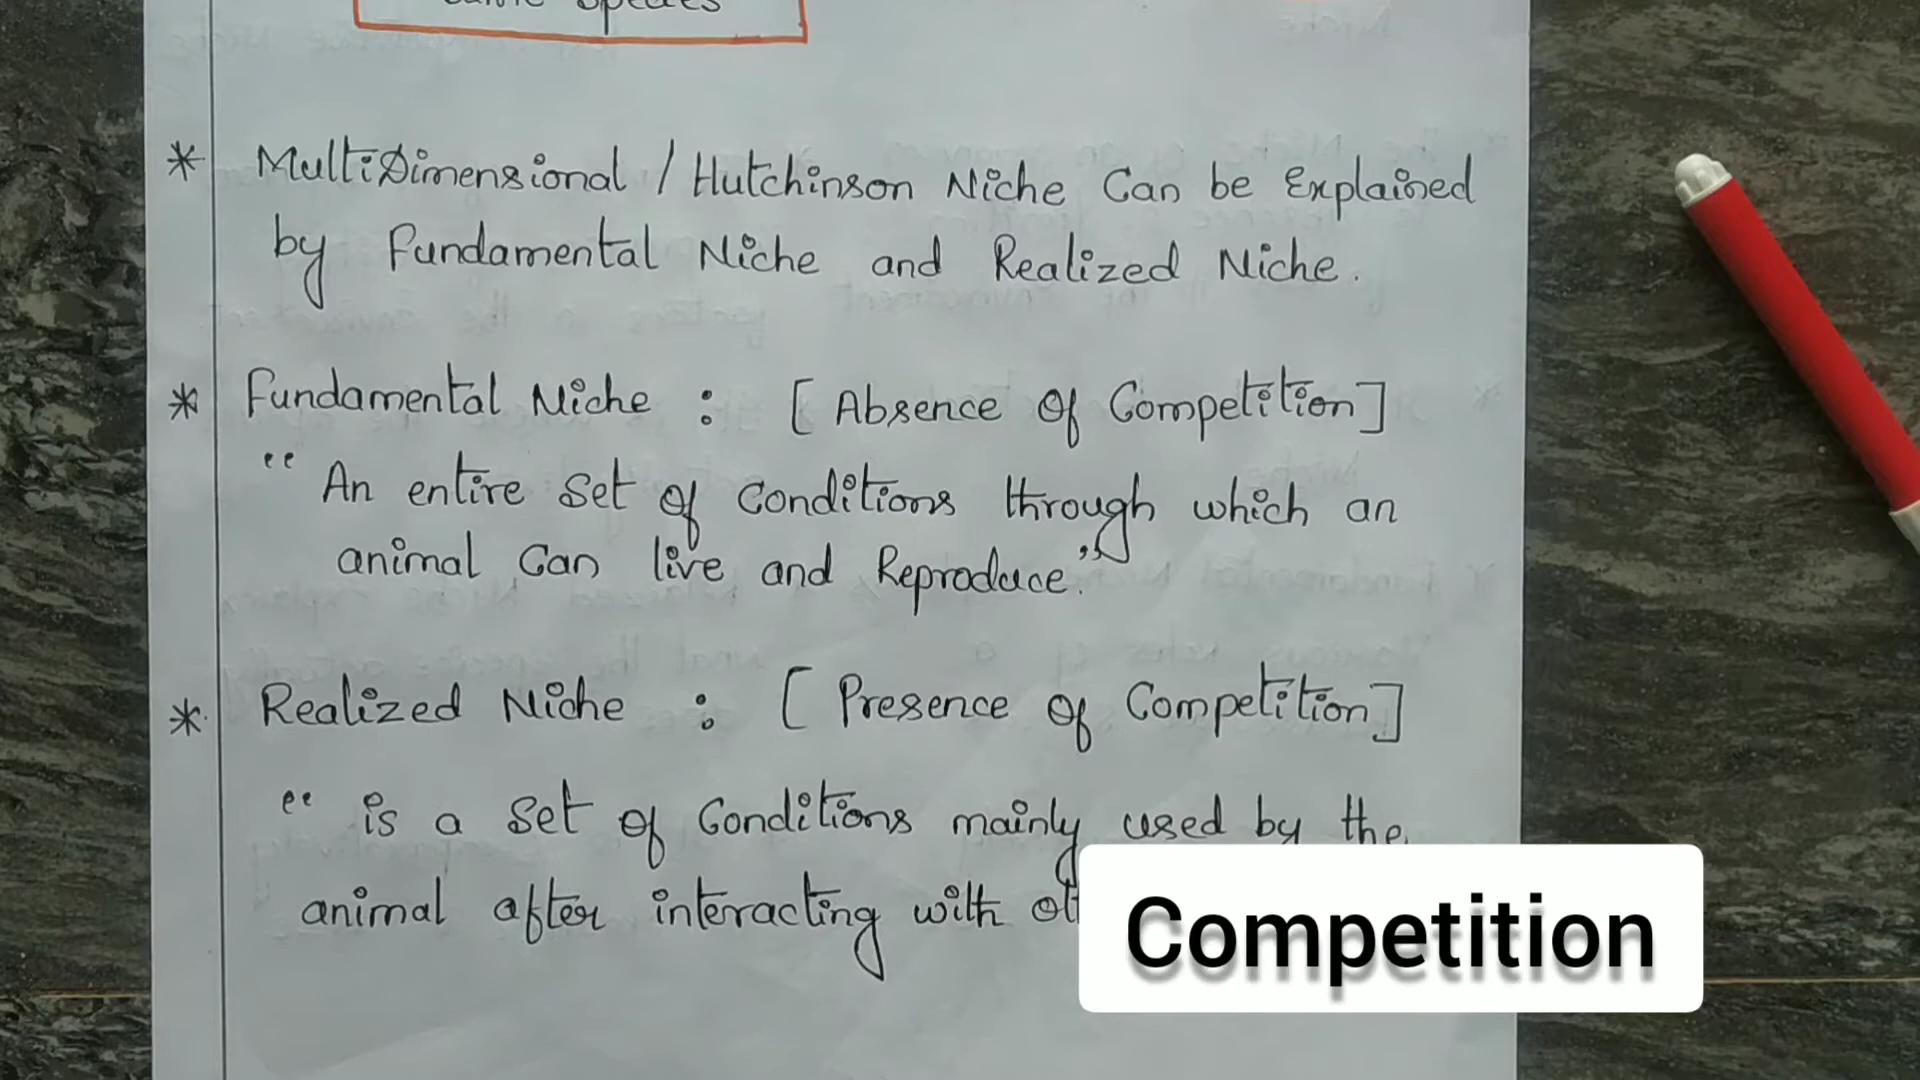 Species
* MultiDimensional / Hutchinson Niche Can be Explained
by Fundamental Niche and Realized Niche.
* Fundamental Niche : [Absence Of Competition]
" An entire Set of Conditions through which an
animal Can live and Reproduce."
* Realized Niche : [Presence Of Competition]
" is a Set of Conditions mainly used by the
animal after interacting with
Competition